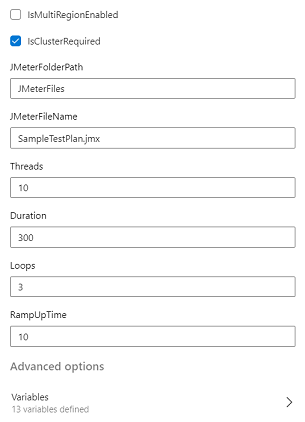 IsMultiRegionEnabled
IsClusterRequired
JMeterFolderPath
JMeterFiles
JMeterFileName
SampleTestPlan.jmx
Threads
10
Duration
300
Loops
3
RampUpTime
10
Advanced options
Variables
13 variables defined